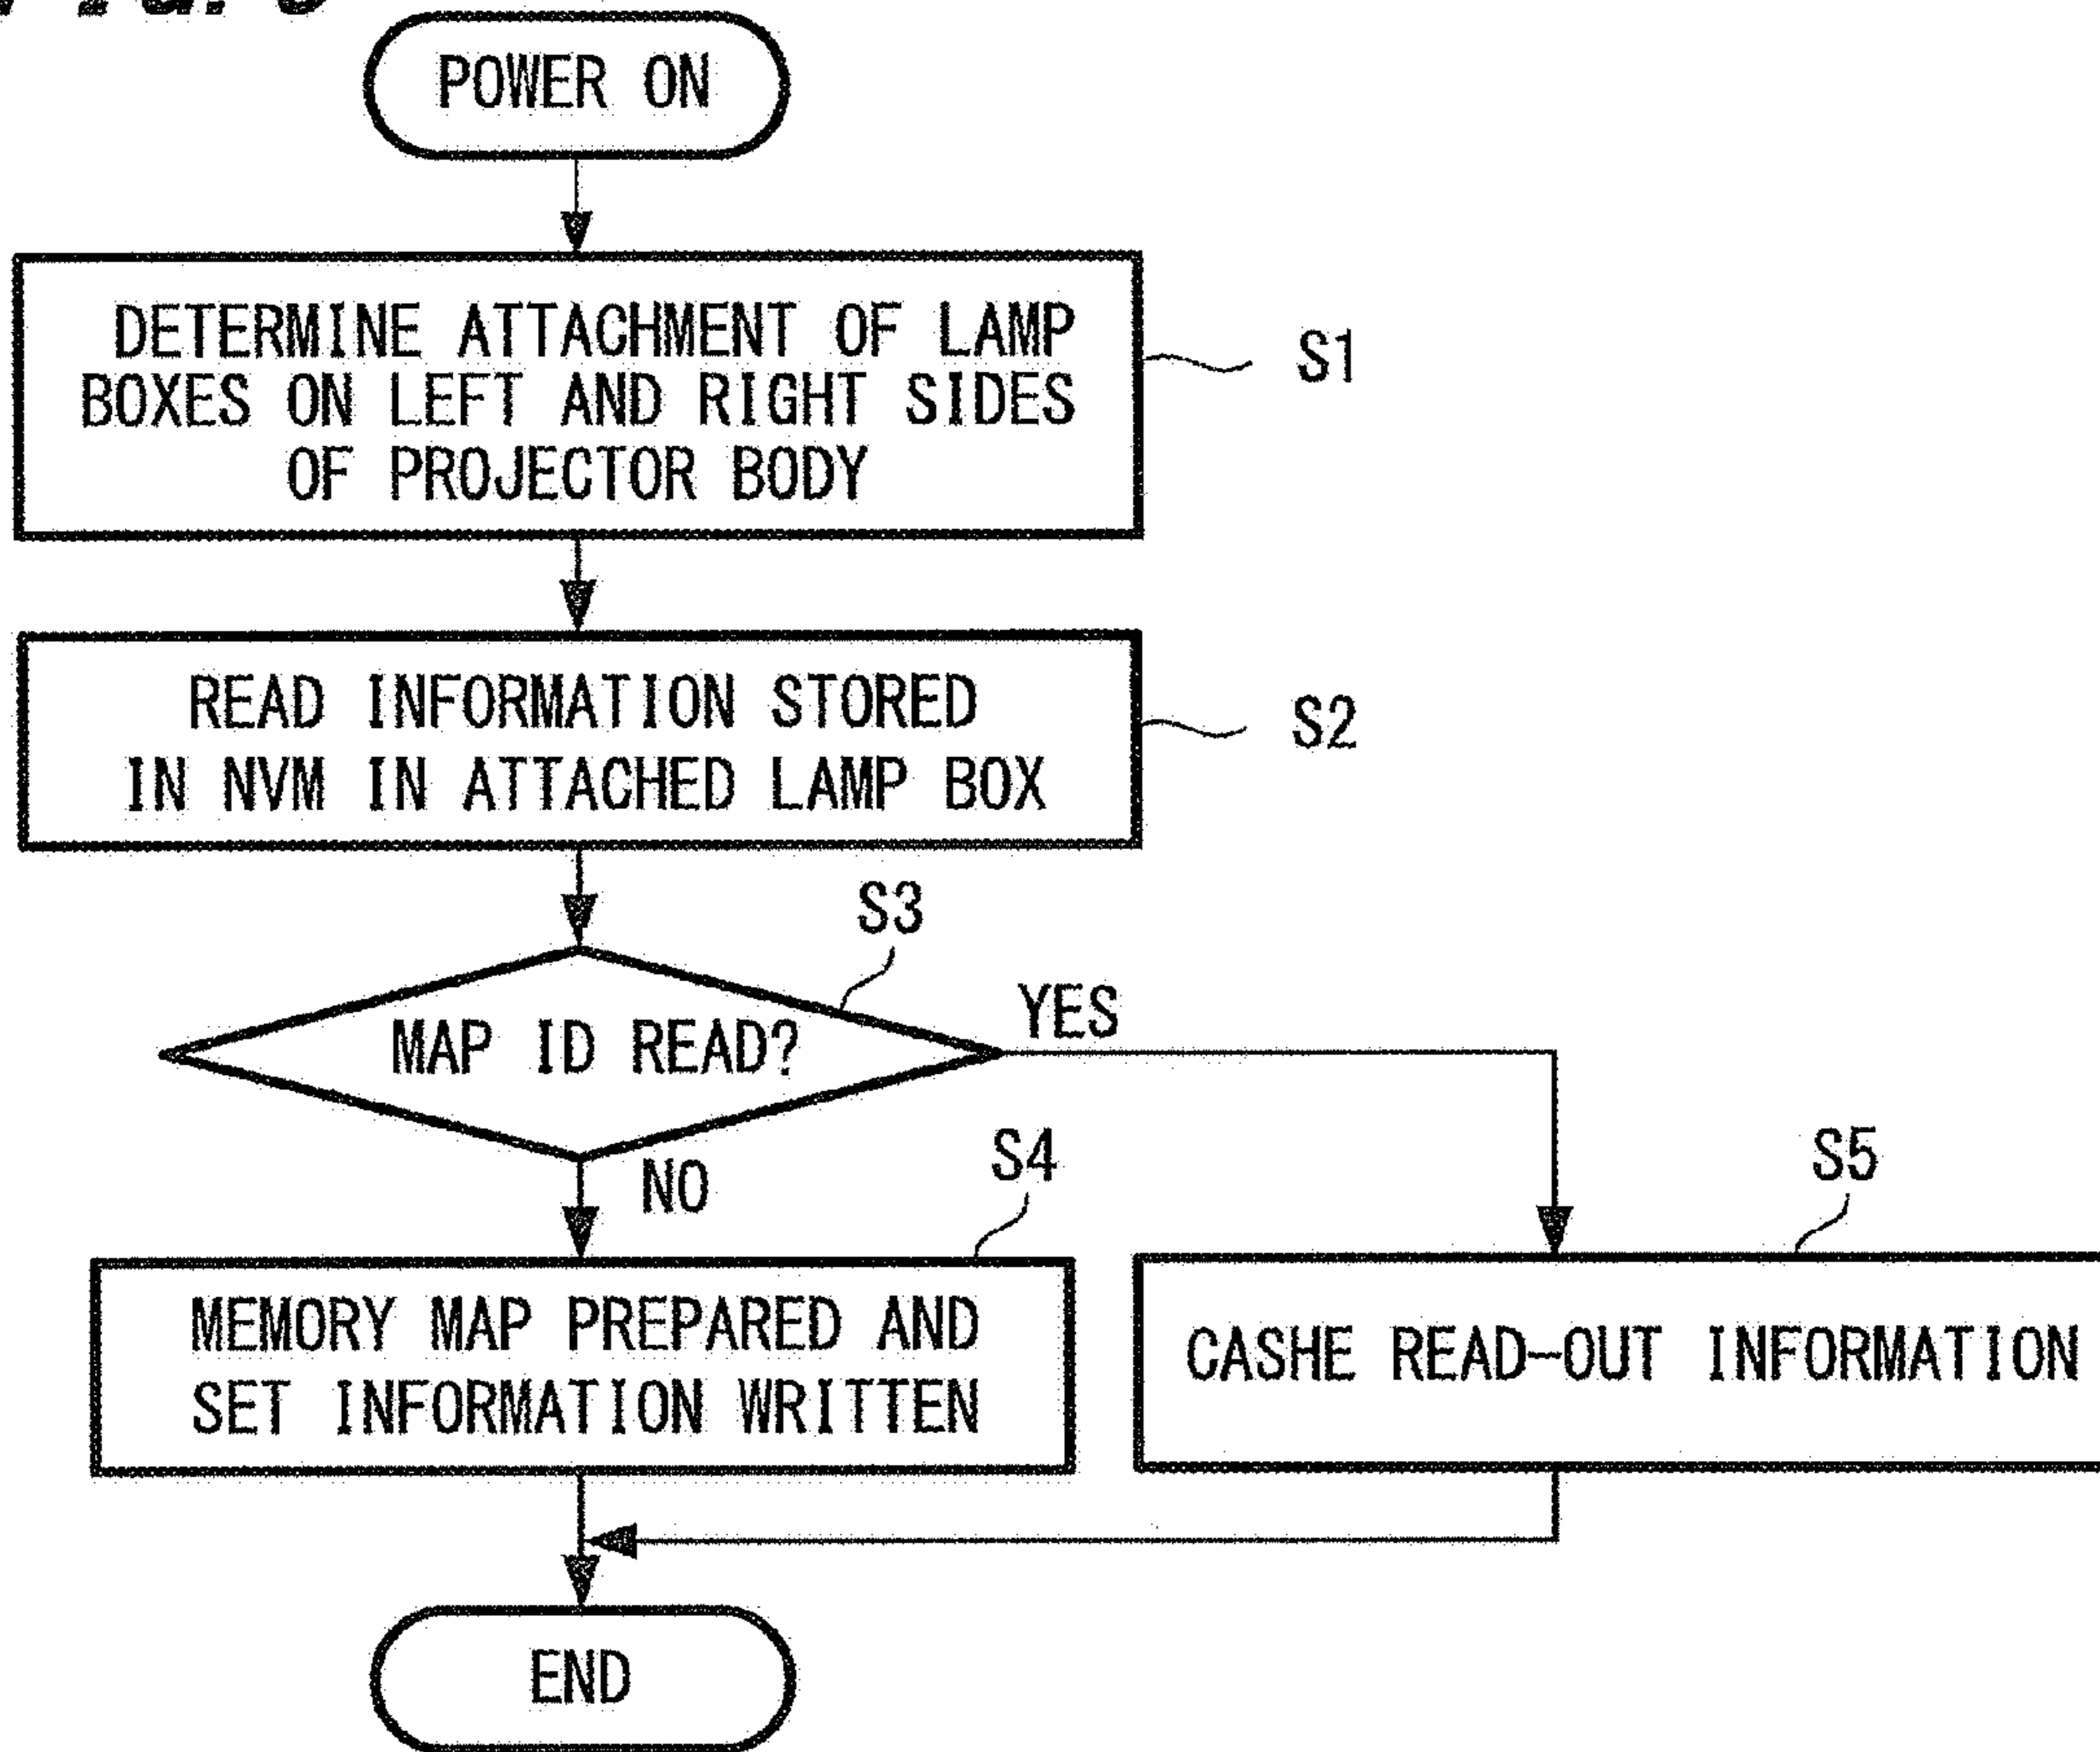 POWER ON
DETERMINE ATTACHMENT OF LAMP
BOXES ON LEFT AND RIGHT SIDES
OF PROJECTOR BODY
S1
READ INFORMATION STORED
IN NVM IN ATTACHED LAMP BOX
S2
S3
MAP ID READ?
YES
NO
S4
S5
MEMORY MAP PREPARED AND
SET INFORMATION WRITTEN
CASHE READ-OUT INFORMATION
END